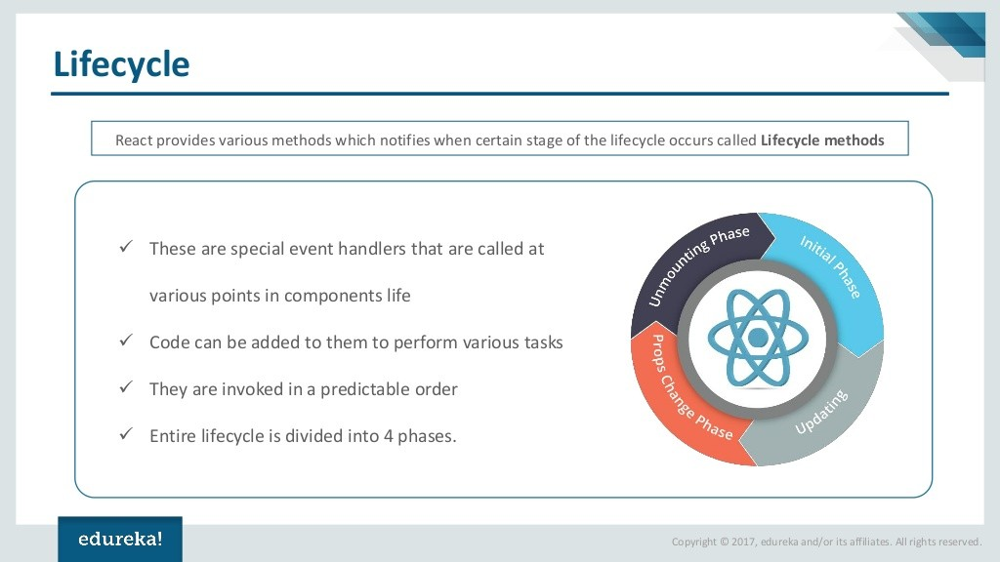 Lifecycle
React provides various methods which notifies when certain stage of the lifecycle occurs called Lifecycle methods
✓ These are special event handlers that are called at
various points in components life
✓ Code can be added to them to perform various tasks
✓ They are invoked in a predictable order
✓ Entire lifecycle is divided into 4 phases.
Unmounting Phase
Initial Phase
Props Change Phase
Updating
edureka!
Copyright © 2017, edureka and/or its affiliates. All rights reserved.